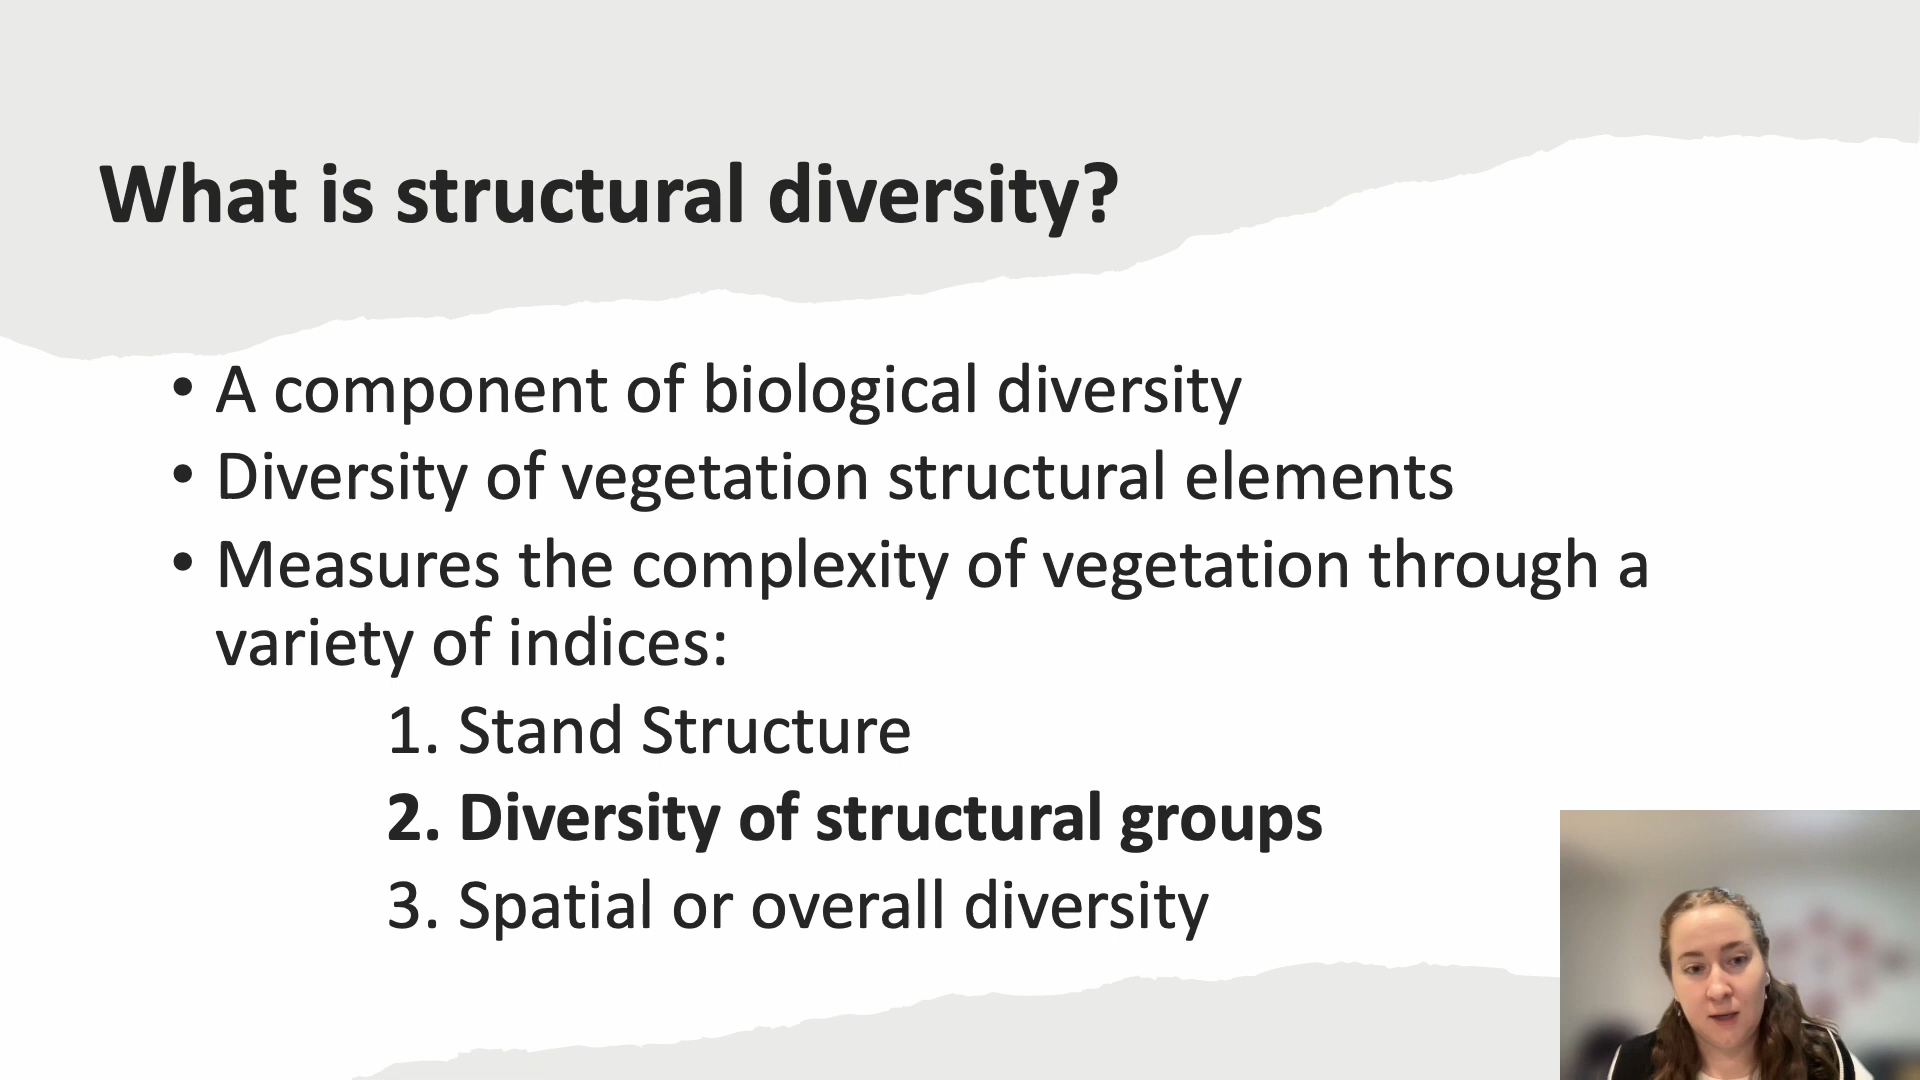 What is structural diversity?
• A component of biological diversity
• Diversity of vegetation structural elements
• Measures the complexity of vegetation through a
variety of indices:
1. Stand Structure
2. Diversity of structural groups
3. Spatial or overall diversity